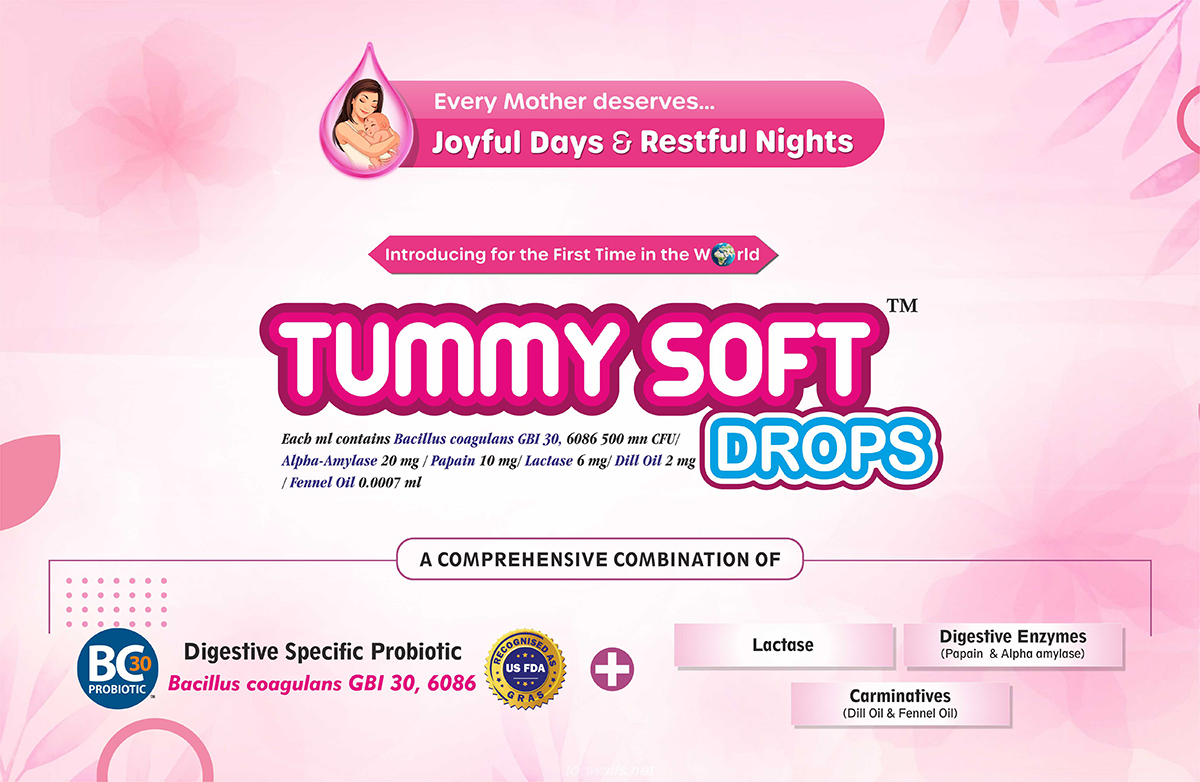 Every Mother deserves...
Joyful Days & Restful Nights
Introducing for the First Time in the World
TUMMY SOFT
TM
DROPS
Each ml contains Bacillus coagulans GBI 30, 6086 500 mn CFU/
Alpha-Amylase 20 mg / Papain 10 mg/ Lactase 6 mg/ Dill Oil 2 mg
/ Fennel Oil 0.0007 ml
A COMPREHENSIVE COMBINATION OF
BC30
PROBIOTIC
TM
Digestive Specific Probiotic
Bacillus coagulans GBI 30, 6086
RECOGNISED AS
US FDA
GRAS
Lactase
Digestive Enzymes
(Papain & Alpha amylase)
Carminatives
(Dill Oil & Fennel Oil)